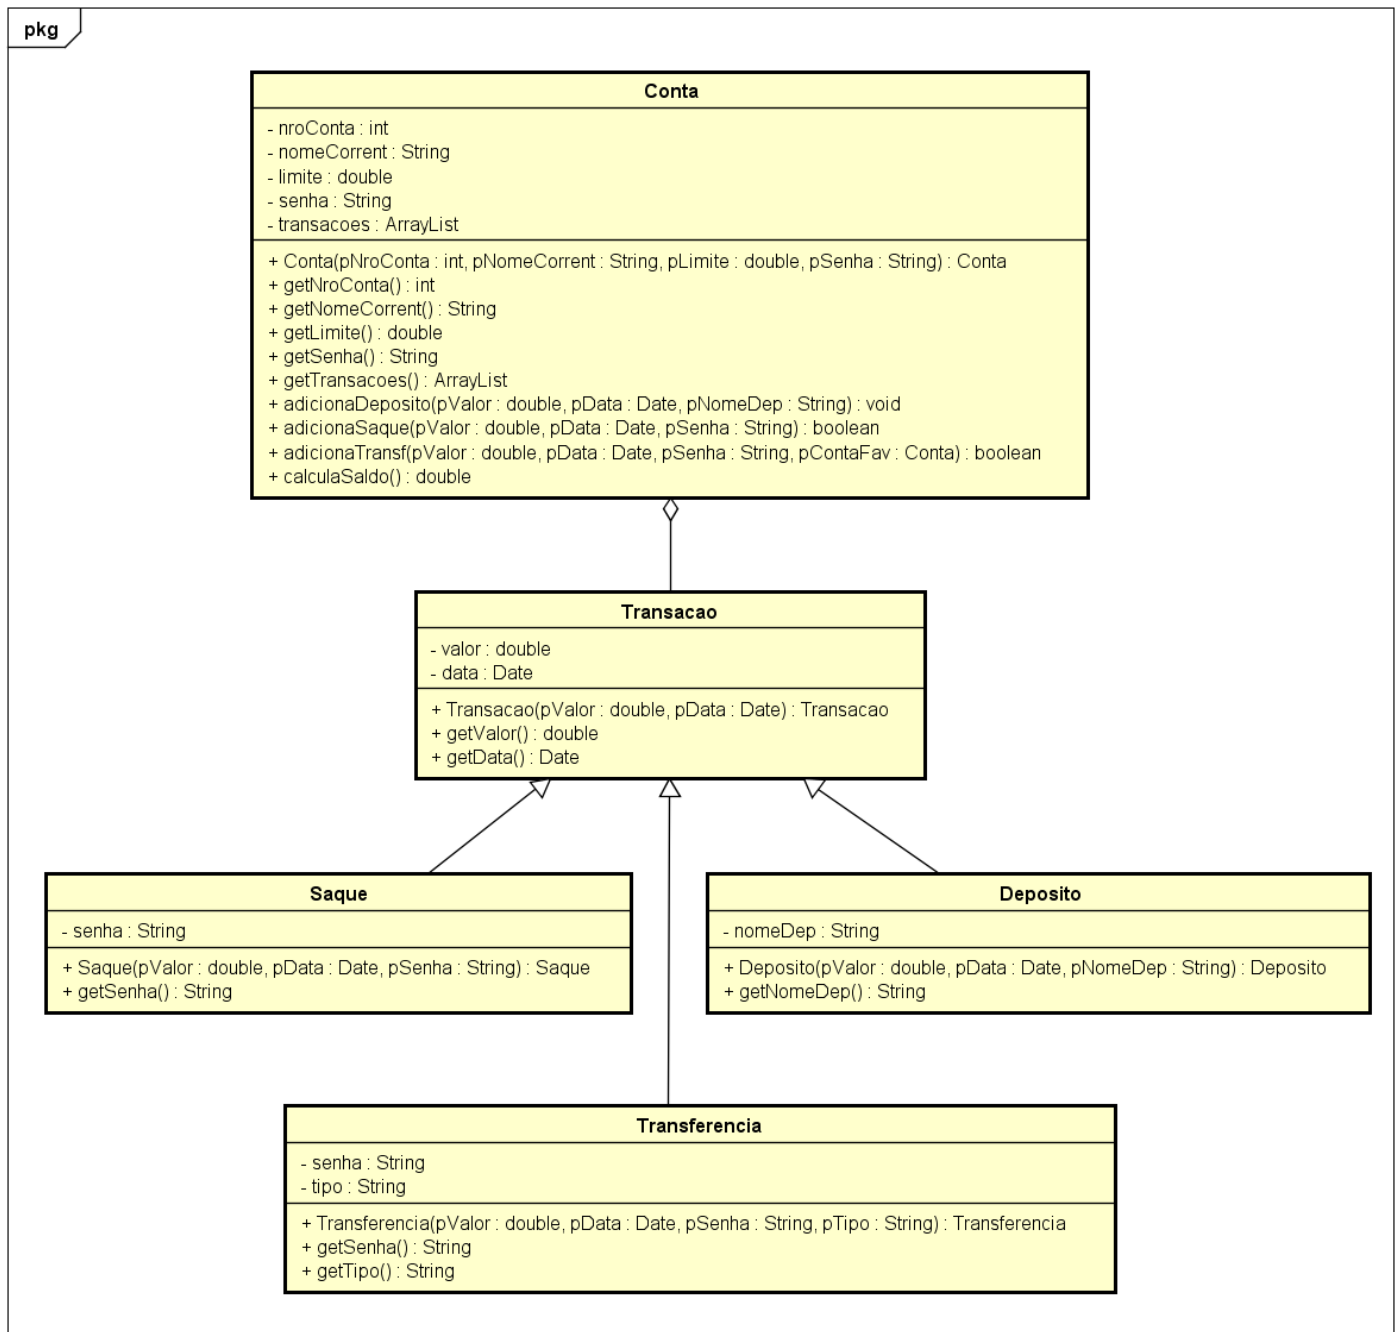 pkg
Conta
- nroConta : int
- nomeCorrent : String
- limite : double
- senha : String
- transacoes : ArrayList
+ Conta(pNroConta : int, pNomeCorrent : String, pLimite : double, pSenha : String) : Conta
+ getNroConta() : int
+ getNomeCorrent() : String
+ getLimite() : double
+ getSenha() : String
+ getTransacoes() : ArrayList
+ adicionaDeposito(pValor : double, pData : Date, pNomeDep : String) : void
+ adicionaSaque(pValor : double, pData : Date, pSenha : String) : boolean
+ adicionaTransf(pValor : double, pData : Date, pSenha : String, pContaFav : Conta) : boolean
+ calculaSaldo() : double
Transacao
- valor : double
- data : Date
+ Transacao(pValor : double, pData : Date) : Transacao
+ getValor() : double
+ getData() : Date
Saque
- senha : String
+ Saque(pValor : double, pData : Date, pSenha : String) : Saque
+ getSenha() : String
Deposito
- nomeDep : String
+ Deposito(pValor : double, pData : Date, pNomeDep : String) : Deposito
+ getNomeDep() : String
Transferencia
- senha : String
- tipo : String
+ Transferencia(pValor : double, pData : Date, pSenha : String, pTipo : String) : Transferencia
+ getSenha() : String
+ getTipo() : String